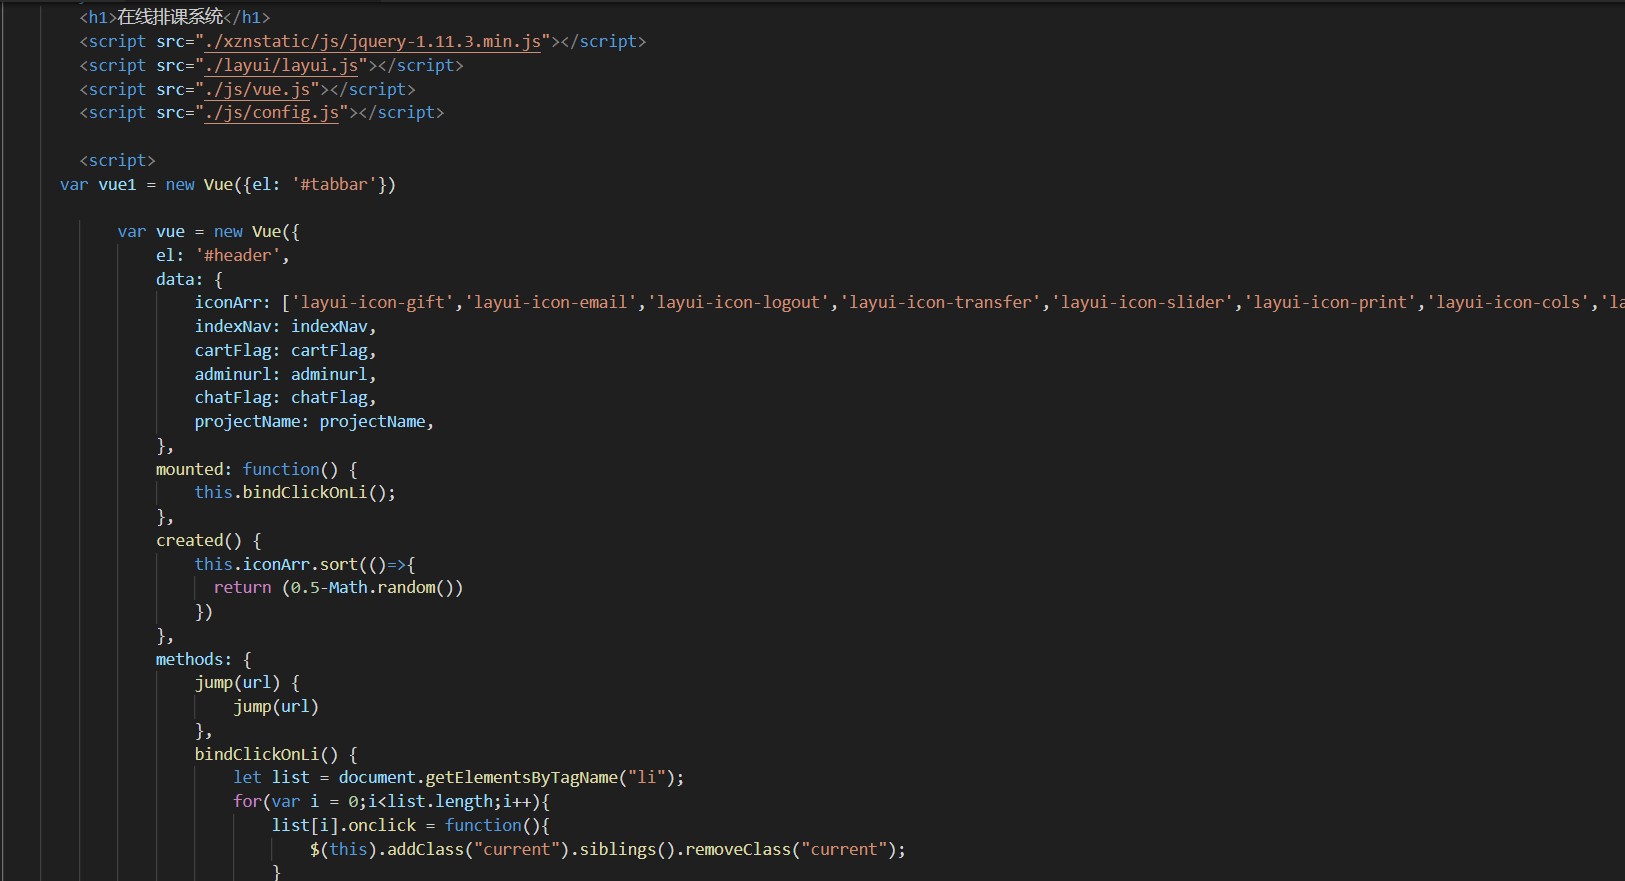 <h1>在线排课系统</h1>
<script src="./xznstatic/js/jquery-1.11.3.min.js"></script>
<script src="./layui/layui.js"></script>
<script src="./js/vue.js"></script>
<script src="./js/config.js"></script>
<script>
var vue1 = new Vue({el: '#tabbar'})
var vue = new Vue({
el: '#header',
data: {
iconArr: ['layui-icon-gift','layui-icon-email','layui-icon-logout','layui-icon-transfer','layui-icon-slider','layui-icon-print','layui-icon-cols','la
indexNav: indexNav,
cartFlag: cartFlag,
adminurl: adminurl,
chatFlag: chatFlag,
projectName: projectName,
},
mounted: function() {
this.bindClickOnLi();
},
created() {
this.iconArr.sort(()=>{
return (0.5-Math.random())
})
},
methods: {
jump(url) {
jump(url)
},
bindClickOnLi() {
let list = document.getElementsByTagName("li");
for(var i = 0;i<list.length;i++){
list[i].onclick = function(){
$(this).addClass("current").siblings().removeClass("current");
}